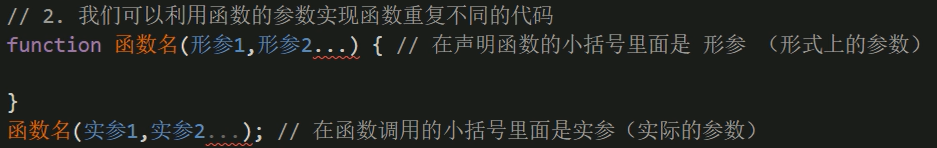 // 2. 我们可以利用函数的参数实现函数重复不同的代码
function 函数名(形参1,形参2...) { // 在声明函数的小括号里面是 形参 （形式上的参数）
}
函数名(实参1,实参2...); // 在函数调用的小括号里面是实参（实际的参数）